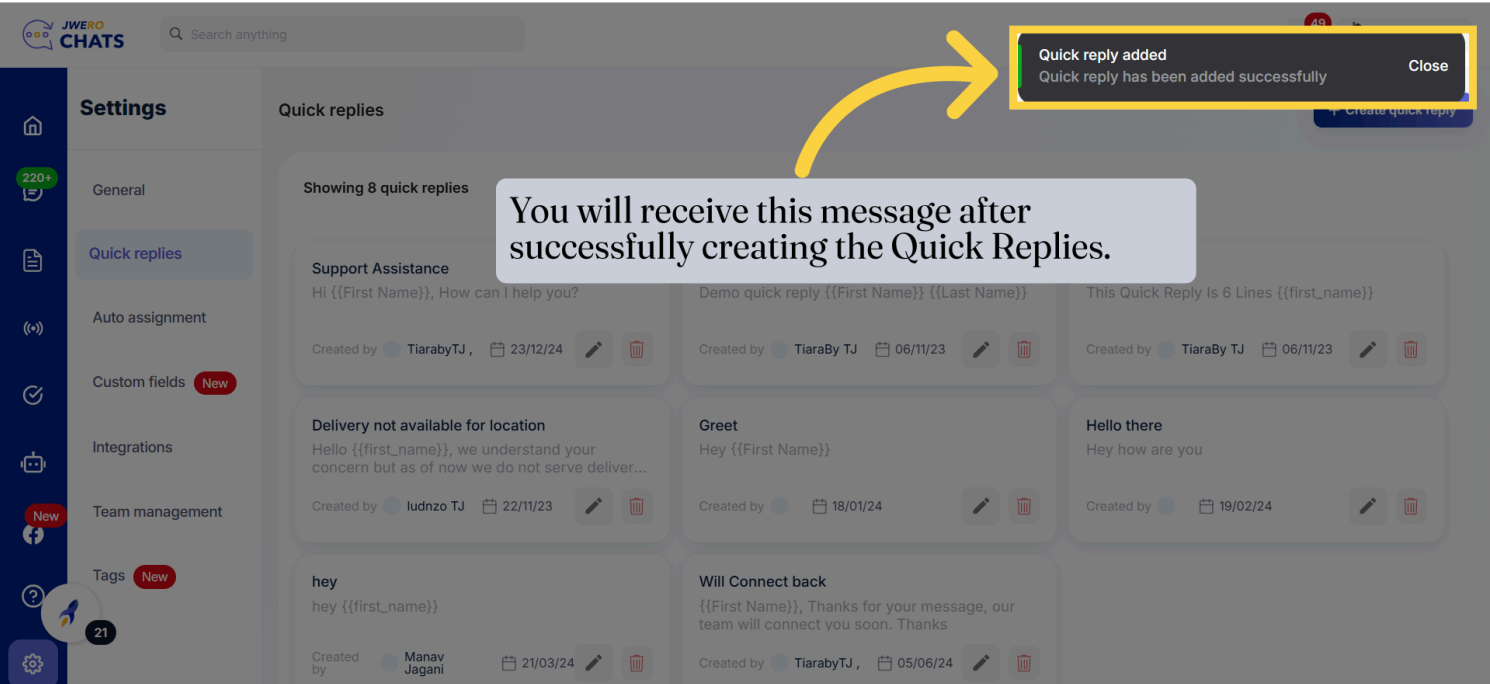 JWERO
CHATS
Search anything
49
Quick reply added
Quick reply has been added successfully
Close
Settings
Quick replies
+ Create quick reply
220+
General
Quick replies
Auto assignment
Custom fields New
Integrations
Team management
Tags New
New
21
Showing 8 quick replies
You will receive this message after
successfully creating the Quick Replies.
Support Assistance
Hi {{First Name}}, How can I help you?
Created by TiarabyTJ , 23/12/24
Demo quick reply {{First Name}} {{Last Name}}
Created by TiaraBy TJ 06/11/23
This Quick Reply Is 6 Lines {{first_name}}
Created by TiaraBy TJ 06/11/23
Delivery not available for location
Hello {{first_name}}, we understand your
concern but as of now we do not serve deliver...
Created by Iudnzo TJ 22/11/23
Greet
Hey {{First Name}}
Created by 18/01/24
Hello there
Hey how are you
Created by 19/02/24
hey
hey {{first_name}}
Created
by
Manav
Jagani
21/03/24
Will Connect back
{{First Name}}, Thanks for your message, our
team will connect you soon. Thanks
Created by TiarabyTJ , 05/06/24